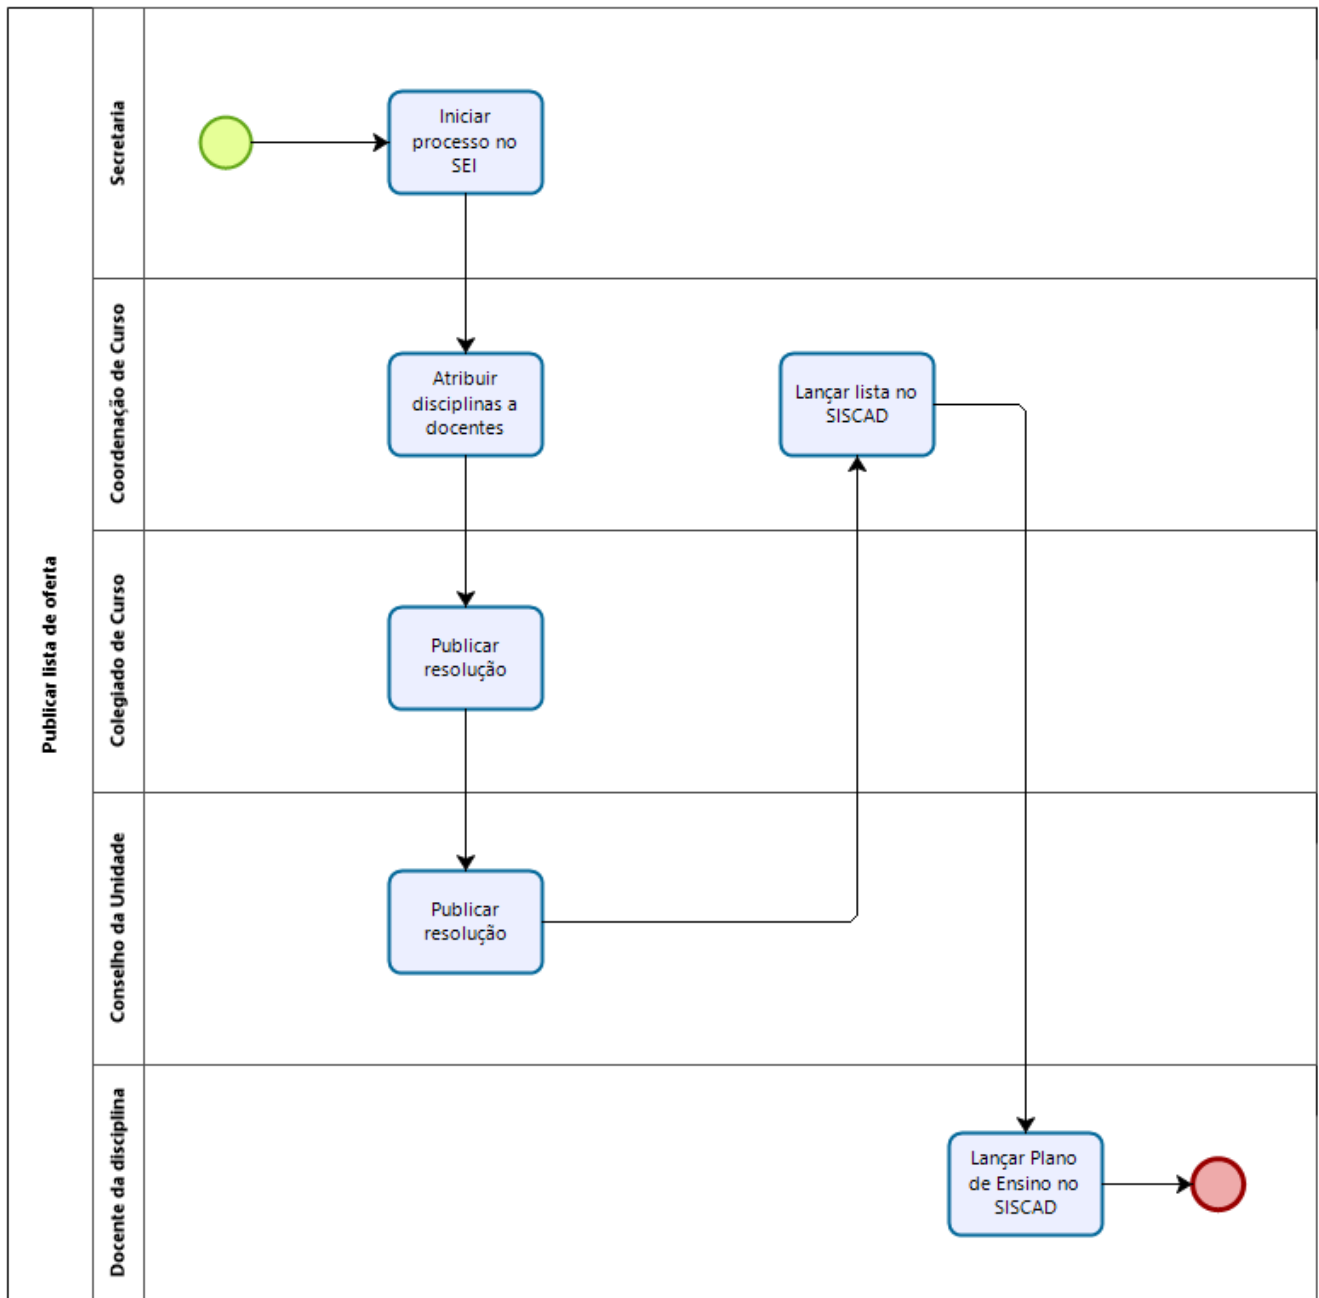 Publicar lista de oferta
Secretaria
Iniciar
processo no
SEI
Coordenação de Curso
Atribuir
disciplinas a
docentes
Lançar lista no
SISCAD
Colegiado de Curso
Publicar
resolução
Conselho da Unidade
Publicar
resolução
Docente da disciplina
Lançar Plano
de Ensino no
SISCAD